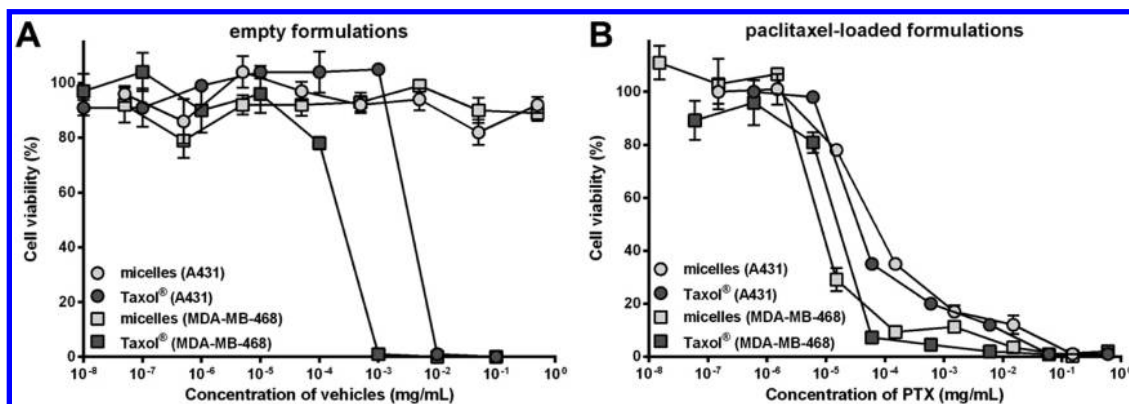 A
empty formulations
Cell viability (%)
100
80
60
40
20
0
micelles (A431)
Taxol® (A431)
micelles (MDA-MB-468)
Taxol® (MDA-MB-468)
10⁻⁸ 10⁻⁷ 10⁻⁶ 10⁻⁵ 10⁻⁴ 10⁻³ 10⁻² 10⁻¹ 10⁰
Concentration of vehicles (mg/mL)
B
paclitaxel-loaded formulations
Cell viability (%)
100
80
60
40
20
0
micelles (A431)
Taxol® (A431)
micelles (MDA-MB-468)
Taxol® (MDA-MB-468)
10⁻⁸ 10⁻⁷ 10⁻⁶ 10⁻⁵ 10⁻⁴ 10⁻³ 10⁻² 10⁻¹ 10⁰
Concentration of PTX (mg/mL)